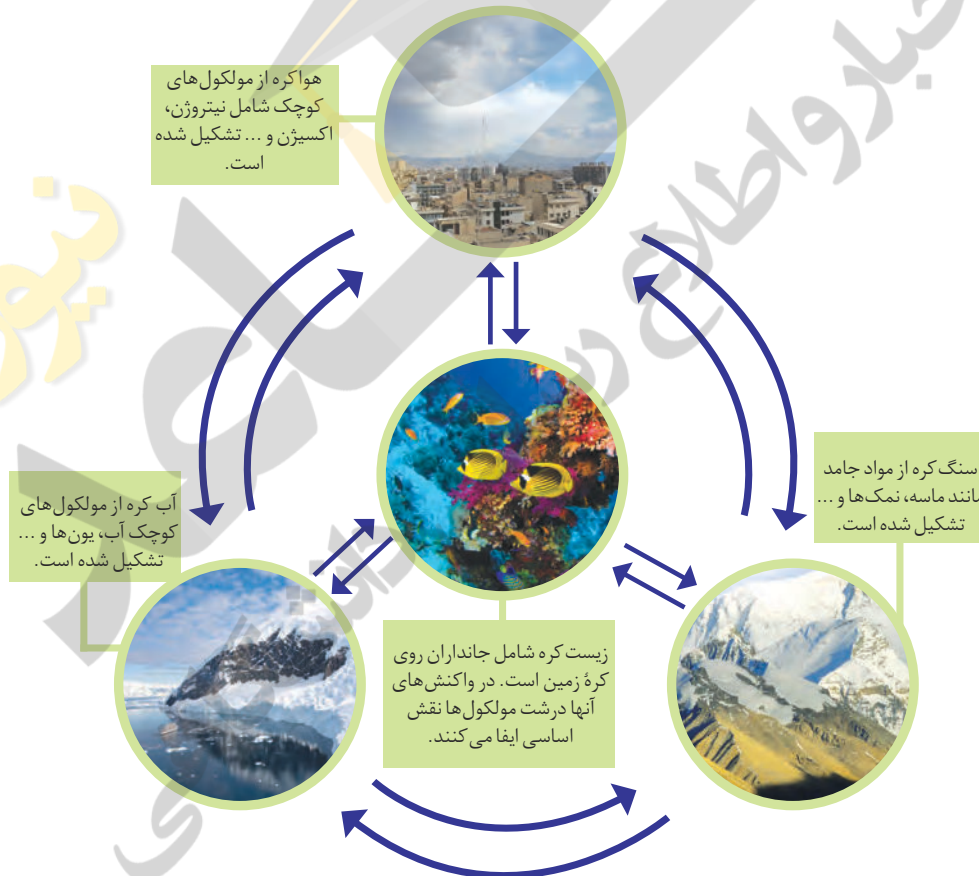 هواکره از مولکول‌های
کوچک شامل نیتروژن،
اکسیژن و ... تشکیل شده
است.
سنگ کره از مواد جامد
مانند ماسه، نمک‌ها و ...
تشکیل شده است.
آب کره از مولکول‌های
کوچک آب، یون‌ها و ...
تشکیل شده است.
زیست کره شامل جانداران روی
کرهٔ زمین است. در واکنش‌های
آنها درشت مولکول‌ها نقش
اساسی ایفا می‌کنند.